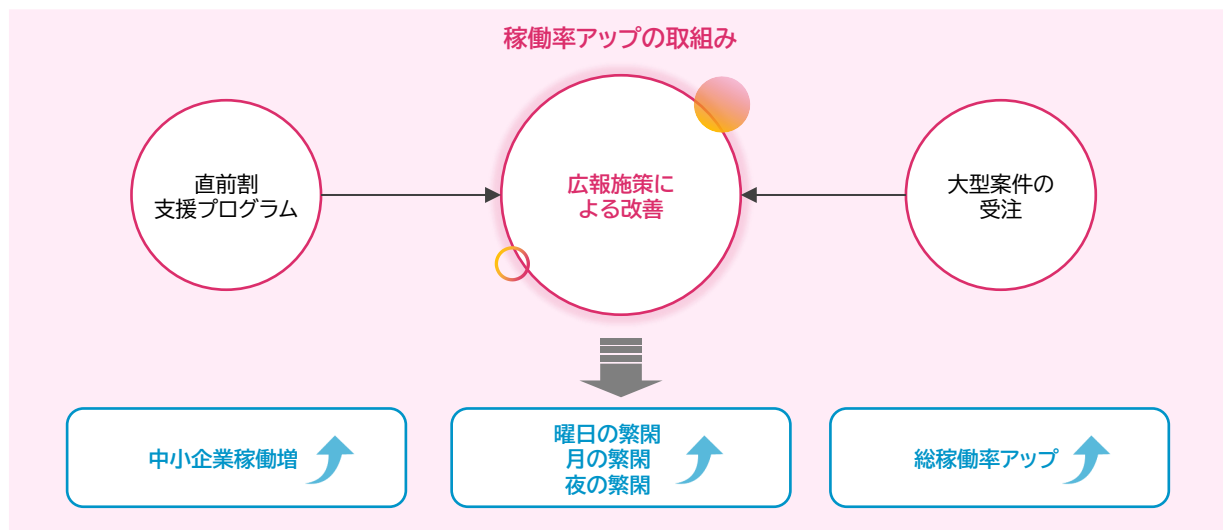 稼働率アップの取組み
直前割
支援プログラム
広報施策に
よる改善
大型案件の
受注
中小企業稼働増
曜日の繁閑
月の繁閑
夜の繁閑
総稼働率アップ